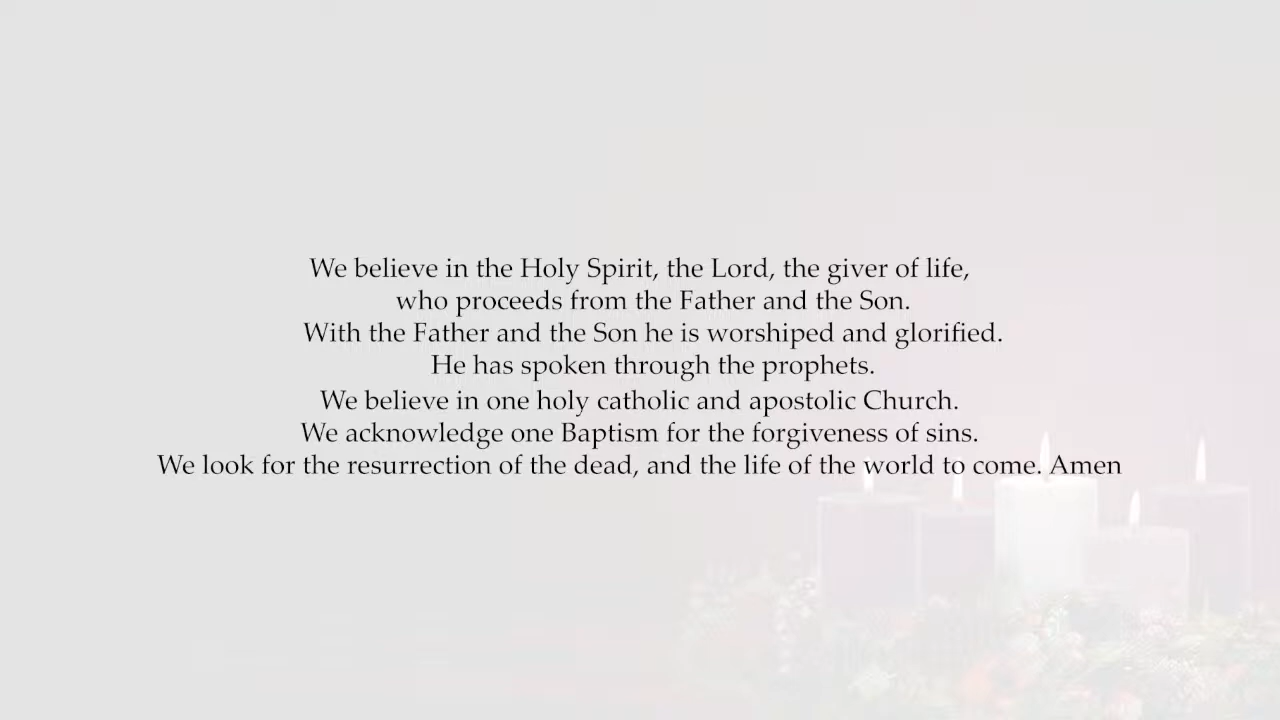 We believe in the Holy Spirit, the Lord, the giver of life,
who proceeds from the Father and the Son.
With the Father and the Son he is worshiped and glorified.
He has spoken through the prophets.
We believe in one holy catholic and apostolic Church.
We acknowledge one Baptism for the forgiveness of sins.
We look for the resurrection of the dead, and the life of the world to come. Amen